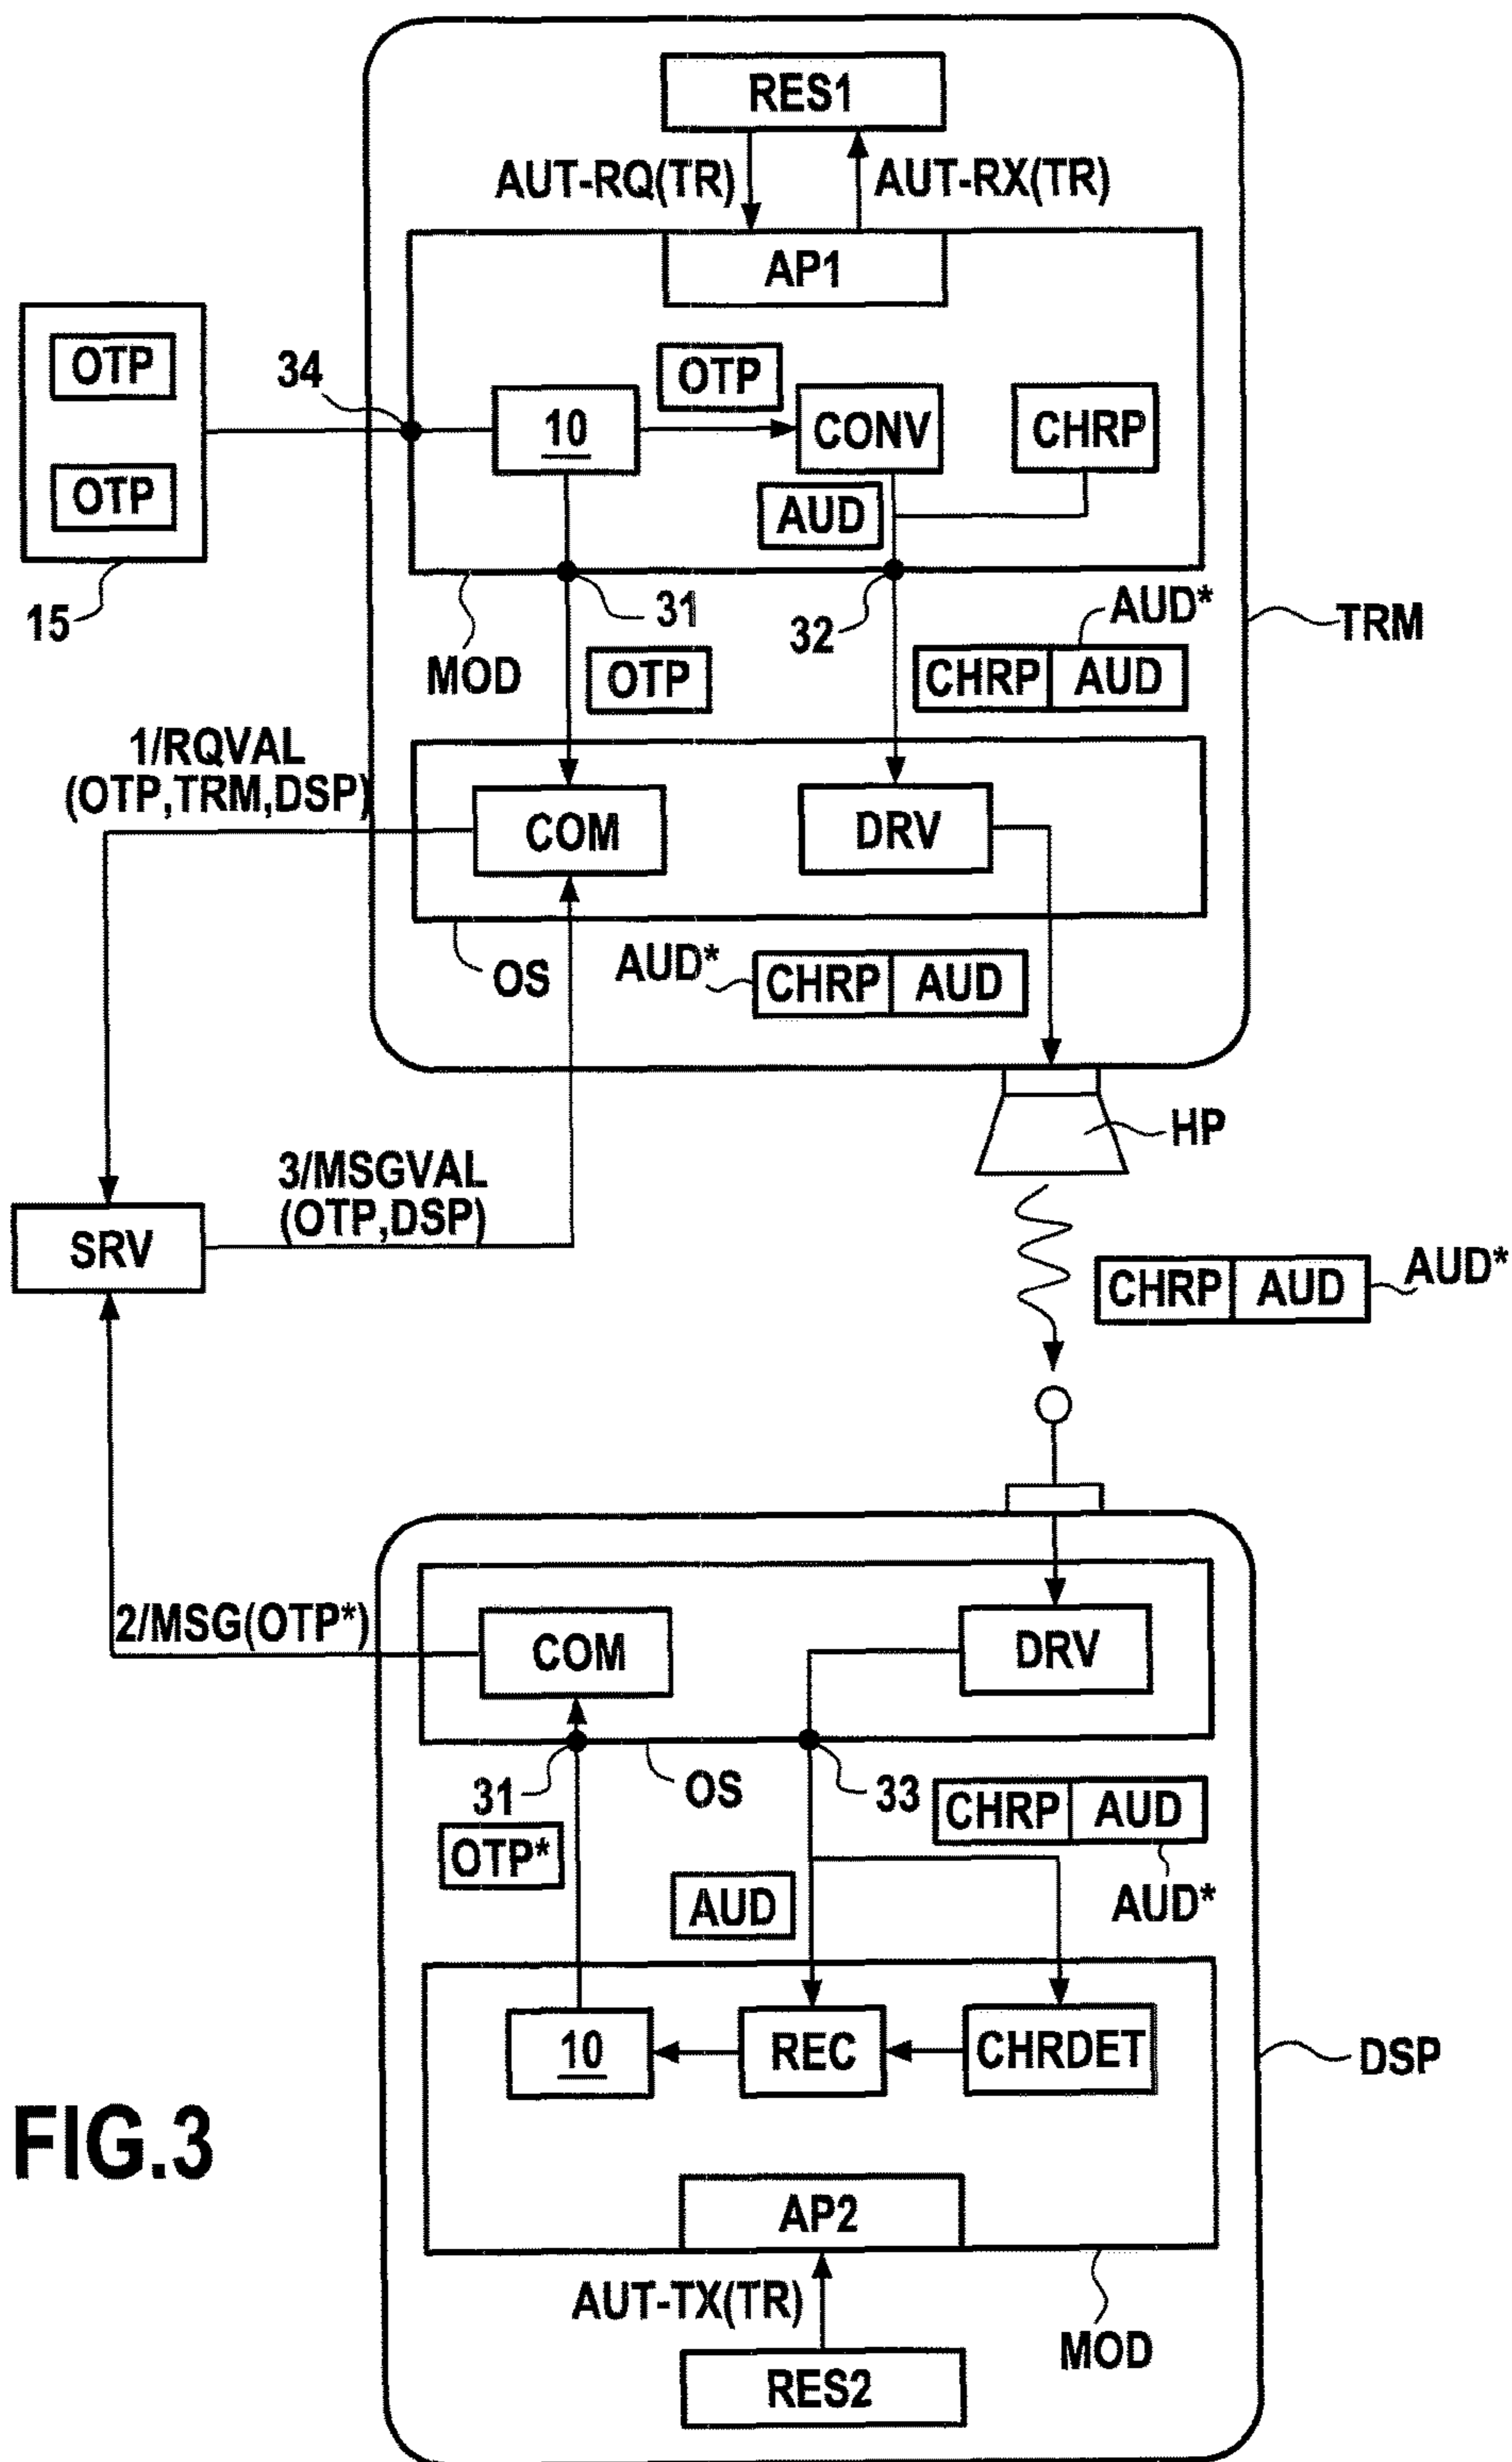 RES1
AUT-RQ(TR)
AUT-RX(TR)
AP1
OTP
OTP
15
34
10
OTP
CONV
CHRP
AUD
31
32
MOD
OTP
AUD*
CHRP AUD
TRM
1/RQVAL
(OTP,TRM,DSP)
COM
DRV
OS
AUD*
CHRP AUD
HP
3/MSGVAL
(OTP,DSP)
SRV
CHRP AUD
AUD*
2/MSG(OTP*)
COM
DRV
31
OS
33
CHRP AUD
AUD*
OTP*
AUD
10
REC
CHRDET
DSP
FIG.3
AP2
AUT-TX(TR)
MOD
RES2